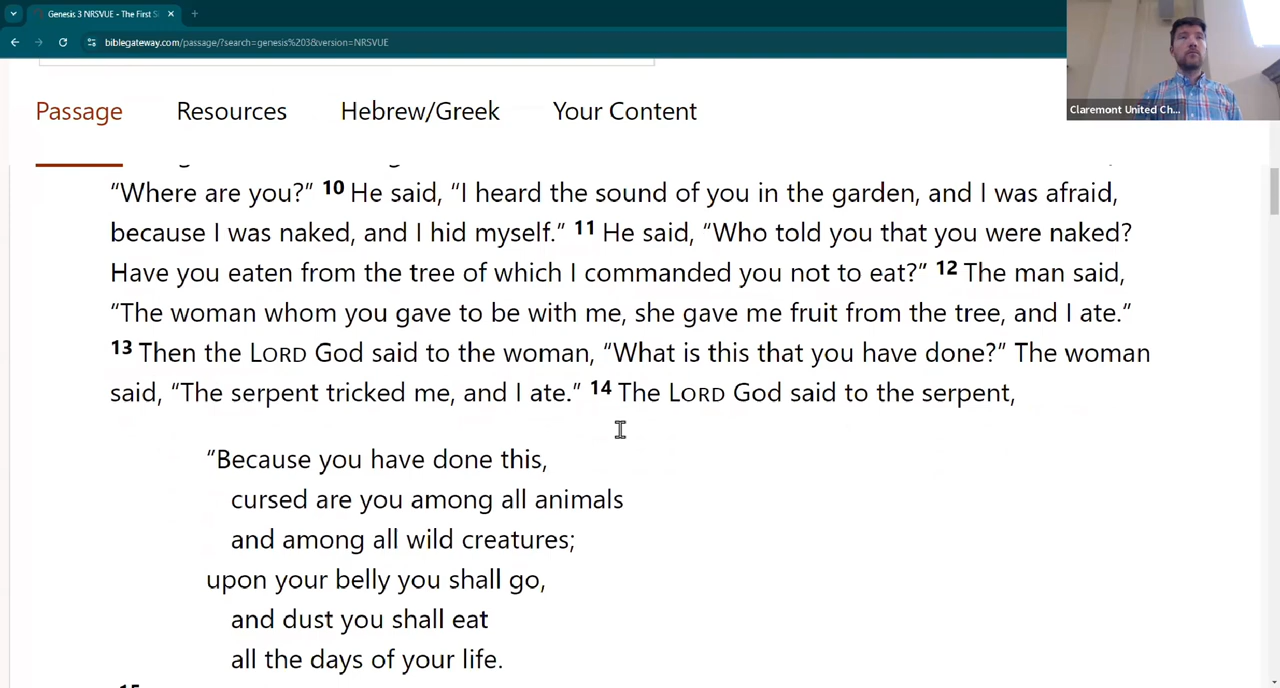 Genesis 3 NRSVUE - The First S
biblegateway.com/passage/?search=genesis%203&version=NRSVUE
Claremont United Ch...
Passage Resources Hebrew/Greek Your Content
“Where are you?” 10 He said, “I heard the sound of you in the garden, and I was afraid,
because I was naked, and I hid myself.” 11 He said, “Who told you that you were naked?
Have you eaten from the tree of which I commanded you not to eat?” 12 The man said,
“The woman whom you gave to be with me, she gave me fruit from the tree, and I ate.”
13 Then the LORD God said to the woman, “What is this that you have done?” The woman
said, “The serpent tricked me, and I ate.” 14 The LORD God said to the serpent,
“Because you have done this,
cursed are you among all animals
and among all wild creatures;
upon your belly you shall go,
and dust you shall eat
all the days of your life.
15